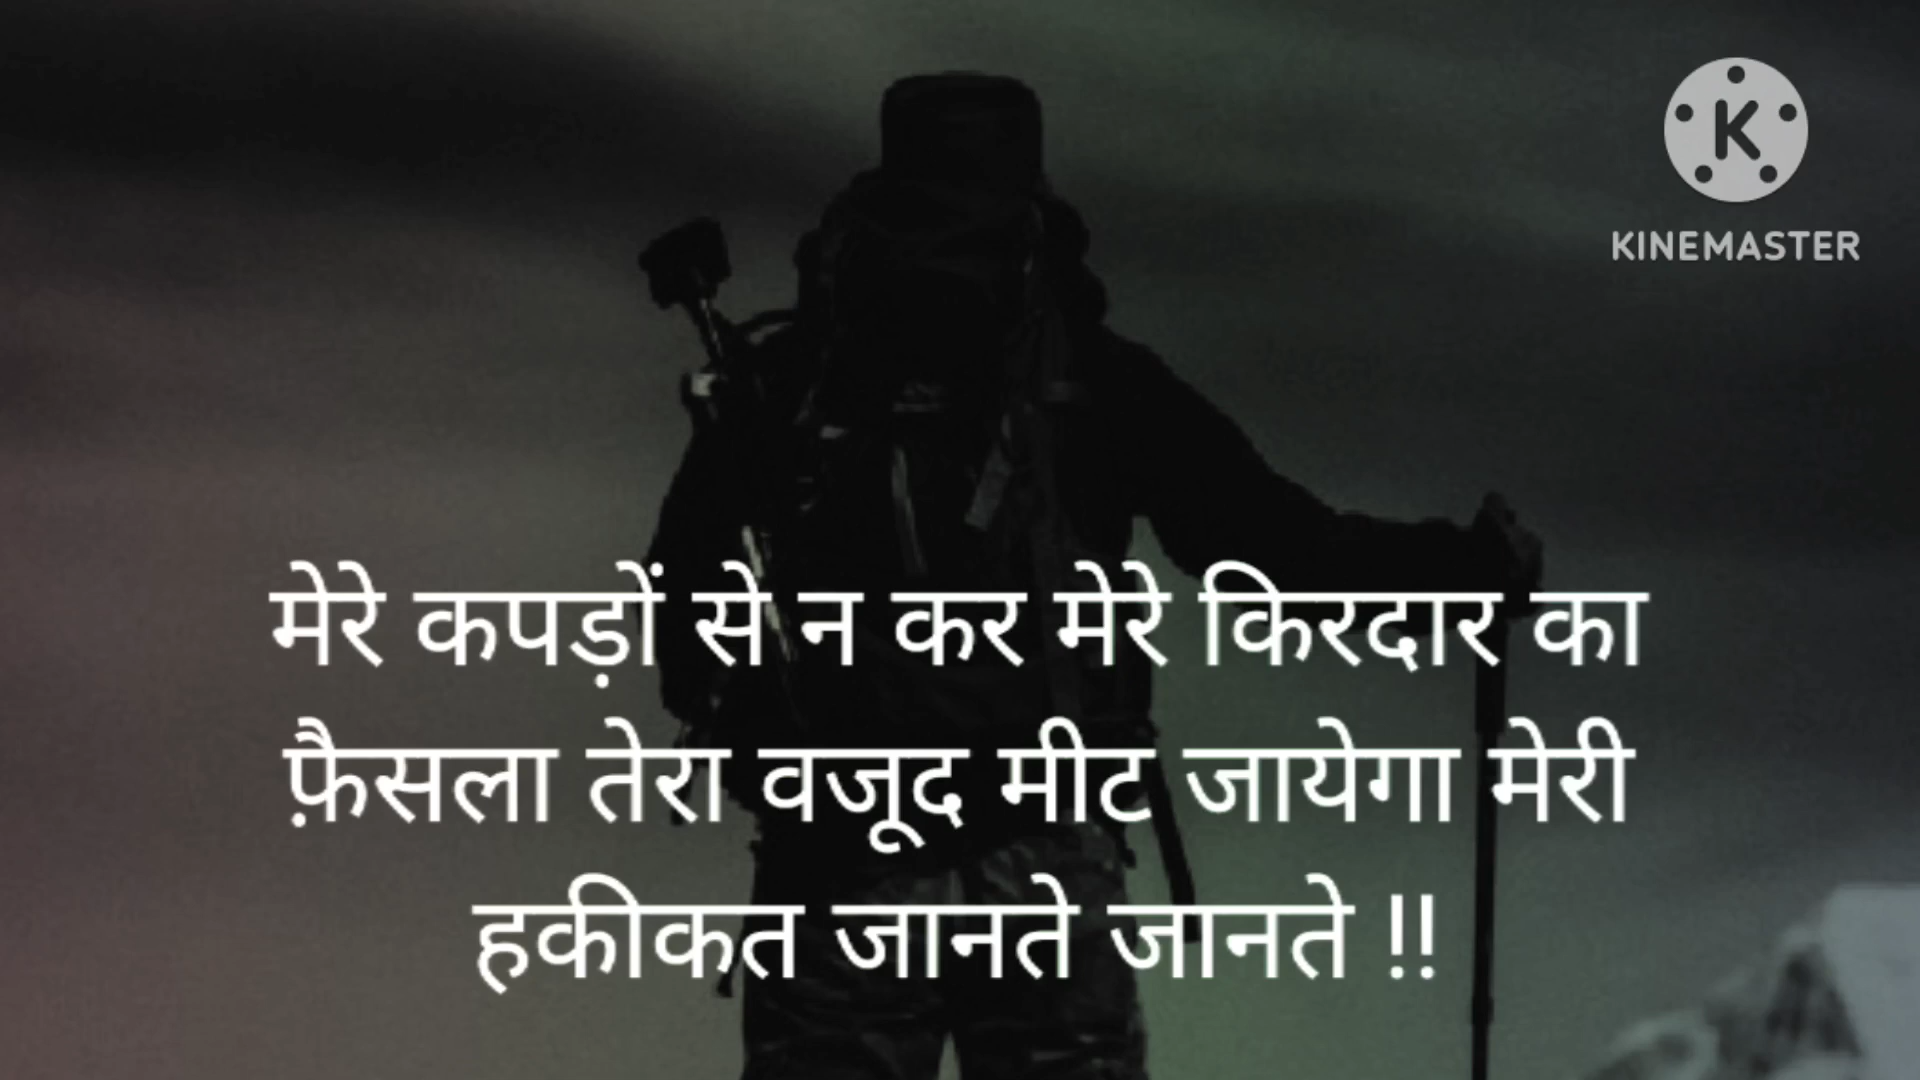 KINEMASTER
मेरे कपड़ों से न कर मेरे किरदार का
फ़ैसला तेरा वजूद मीट जायेगा मेरी
हकीकत जानते जानते !!